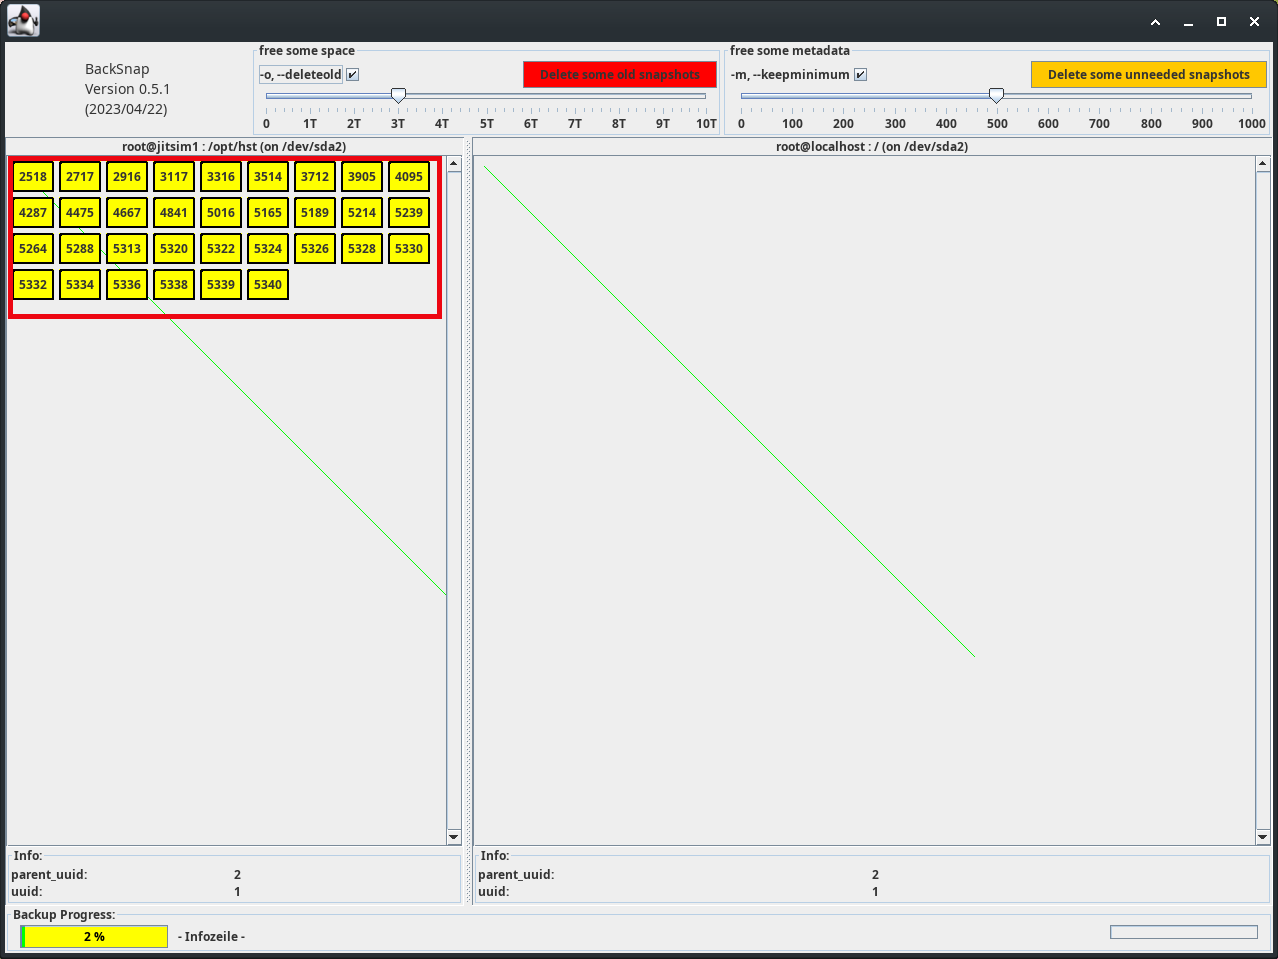 BackSnap
Version 0.5.1
(2023/04/22)
free some space
-o, --deleteold
Delete some old snapshots
0 1T 2T 3T 4T 5T 6T 7T 8T 9T 10T
free some metadata
-m, --keepminimum
Delete some unneeded snapshots
0 100 200 300 400 500 600 700 800 900 1000
root@jitsim1 : /opt/hst (on /dev/sda2)
2518 2717 2916 3117 3316 3514 3712 3905 4095
4287 4475 4667 4841 5016 5165 5189 5214 5239
5264 5288 5313 5320 5322 5324 5326 5328 5330
5332 5334 5336 5338 5339 5340
Info:
parent_uuid: 2
uuid: 1
root@localhost : / (on /dev/sda2)
Info:
parent_uuid: 2
uuid: 1
Backup Progress:
2 %
- Infozeile -